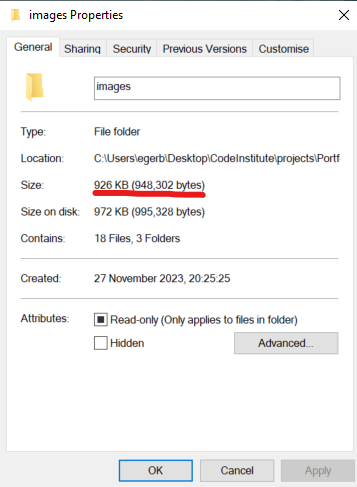 images Properties
General Sharing Security Previous Versions Customise
images
Type: File folder
Location: C:\Users\egerb\Desktop\CodeInstitute\projects\Portf
Size: 926 KB (948,302 bytes)
Size on disk: 972 KB (995,328 bytes)
Contains: 18 Files, 3 Folders
Created: 27 November 2023, 20:25:25
Attributes: Read-only (Only applies to files in folder)
Hidden Advanced...
OK Cancel Apply